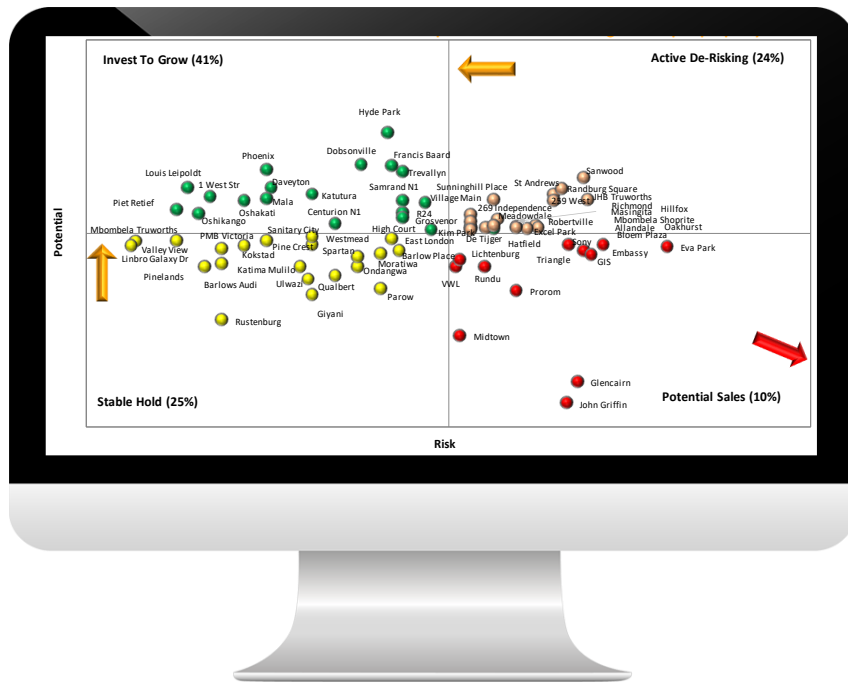 Invest To Grow (41%)
Active De-Risking (24%)
Hyde Park
Dobsonville
Francis Baard
Trevallyn
Phoenix
Louis Leipoldt
1 West Str
Daveyton
Mala
Katutura
Samrand N1
Village Main
Sunninghill Place
St Andrews
Sanwood
Randburg Square
JHB Truworths
259 West
Richmond
Masingita
Hillfox
Piet Retief
Oshikango
Oshakati
Centurion N1
R24
Grosvenor
269 Independence
Meadowdale
Robertville
Mbombela Shoprite
Allandale
Oakhurst
Mbombela Truworths
PMB Victoria
Sanitary City
Westmead
High Court
East London
Kim Park
De Tijger
Hatfield
Excel Park
Bloem Plaza
Potential
Valley View
Linbro
Galaxy Dr
Kokstad
Pine Crest
Spartan
Moratiwa
Barlow Place
Lichtenburg
Sony
Triangle
GIS
Embassy
Eva Park
Pinelands
Barlows Audi
Katima Mulilo
Ulwazi
Qualbert
Ondangwa
Parow
VWL
Rundu
Prorom
Giyani
Rustenburg
Midtown
Glencairn
John Griffin
Stable Hold (25%)
Potential Sales (10%)
Risk